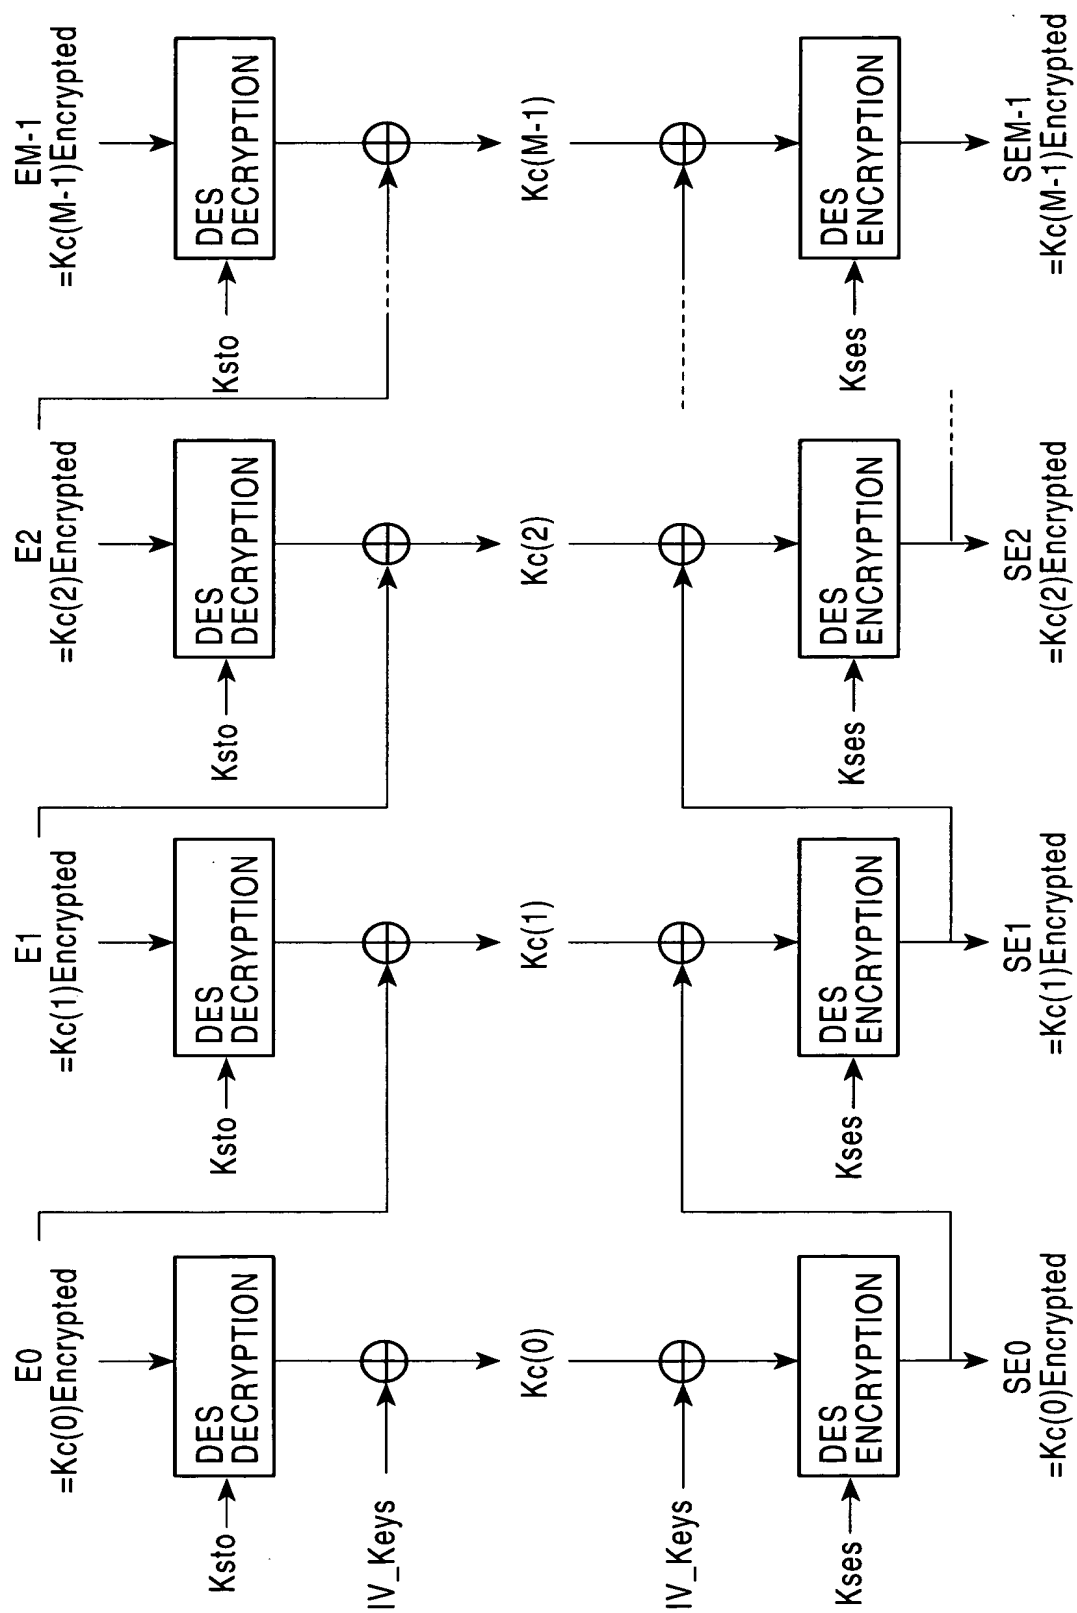 E0
=Kc(0)Encrypted
E1
=Kc(1)Encrypted
E2
=Kc(2)Encrypted
EM-1
=Kc(M-1)Encrypted
Ksto
DES
DECRYPTION
Ksto
DES
DECRYPTION
Ksto
DES
DECRYPTION
Ksto
DES
DECRYPTION
IV_Keys
Kc(0)
Kc(1)
Kc(2)
Kc(M-1)
IV_Keys
Kses
DES
ENCRYPTION
Kses
DES
ENCRYPTION
Kses
DES
ENCRYPTION
Kses
DES
ENCRYPTION
SE0
=Kc(0)Encrypted
SE1
=Kc(1)Encrypted
SE2
=Kc(2)Encrypted
SEM-1
=Kc(M-1)Encrypted